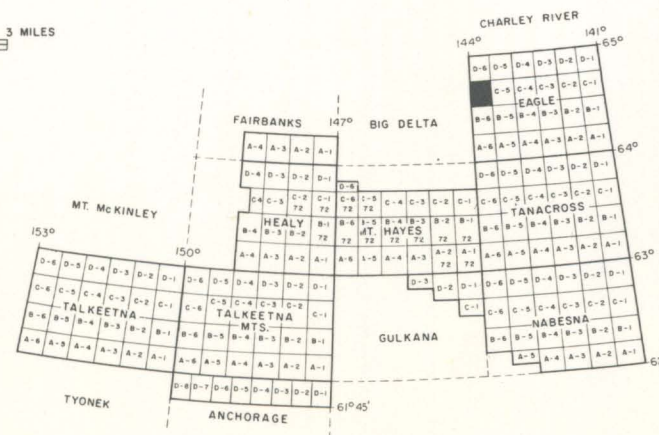 3 MILES
CHARLEY RIVER
144° 141°
65°
D-6 D-5 D-4 D-3 D-2 D-1
C-5 C-4 C-3 C-2 C-1
EAGLE
B-6 B-5 B-4 B-3 B-2 B-1
A-6 A-5 A-4 A-3 A-2 A-1
64°
FAIRBANKS 147° BIG DELTA
A-4 A-3 A-2 A-1
D-4 D-3 D-2 D-1
D-6
C-4 C-3 C-2 72 C-1 72 C-6 72 C-5 72 C-4 C-3 C-2 C-1
HEALY
MT. HAYES
B-4 B-3 B-2 B-1 72 B-6 72 B-4 72 B-3 72 B-2 72 B-1 72
A-4 A-3 A-2 A-1 A-6 A-5 A-4 A-3 A-2 72 A-1 72
D-6 D-5 D-4 D-3 D-2 D-1
C-6 C-5 C-4 C-3 C-2 C-1
TANACROSS
B-6 B-5 B-4 B-3 B-2 B-1
A-6 A-5 A-4 A-3 A-2 A-1
63°
MT. McKINLEY
153° 150°
D-6 D-5 D-4 D-3 D-2 D-1
C-6 C-5 C-4 C-3 C-2 C-1
TALKEETNA
B-6 B-5 B-4 B-3 B-2 B-1
A-6 A-5 A-4 A-3 A-2 A-1
TYONEK
D-6 D-5 D-4 D-3 D-2 D-1
C-6 C-5 C-4 C-3 C-2 C-1
TALKEETNA
MTS.
B-6 B-5 B-4 B-3 B-2 B-1
A-6 A-5 A-4 A-3 A-2 A-1
D-8 D-7 D-6 D-5 D-4 D-3 D-2 D-1
61°45'
ANCHORAGE
D-3 D-2 D-1
C-1
GULKANA
D-6 D-5 D-4 D-3 D-2 D-1
C-6 C-5 C-4 C-3 C-2 C-1
NABESNA
B-6 B-5 B-4 B-3 B-2 B-1
A-5 A-4 A-3 A-2 A-1